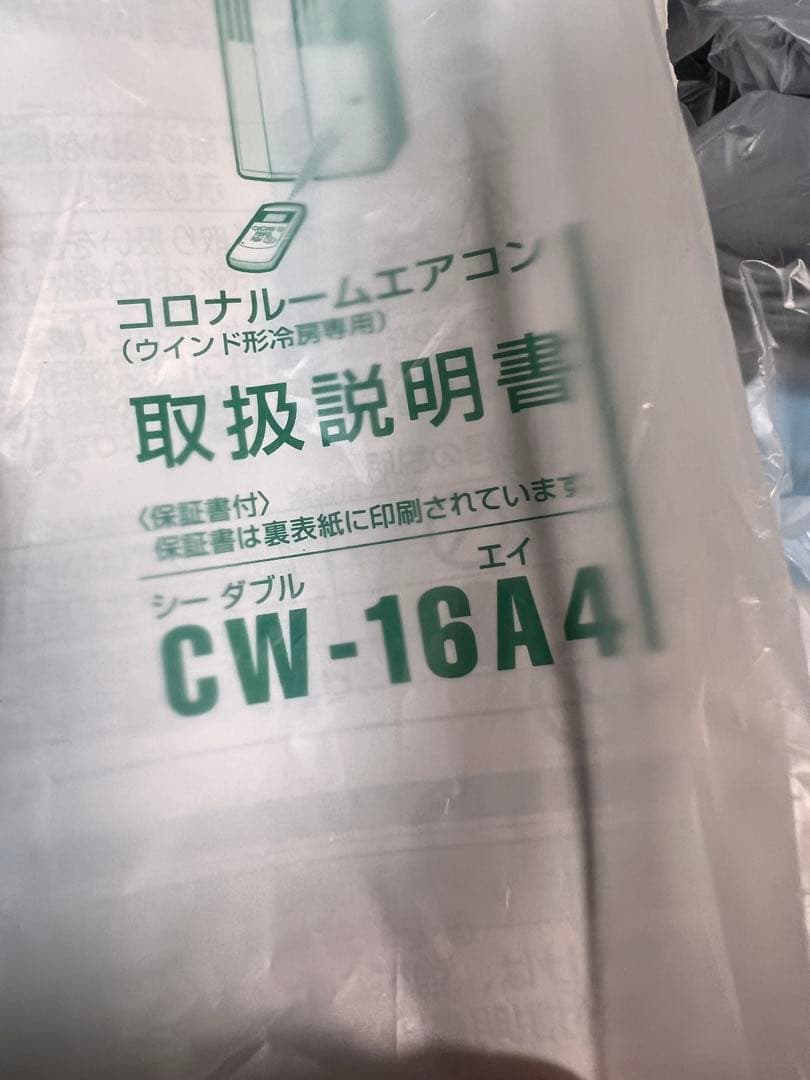 コロナルームエアコン
（ウインド形冷房専用）
取扱説明書
〈保証書付〉
保証書は裏表紙に印刷されています
シー ダブル エイ
CW-16A4